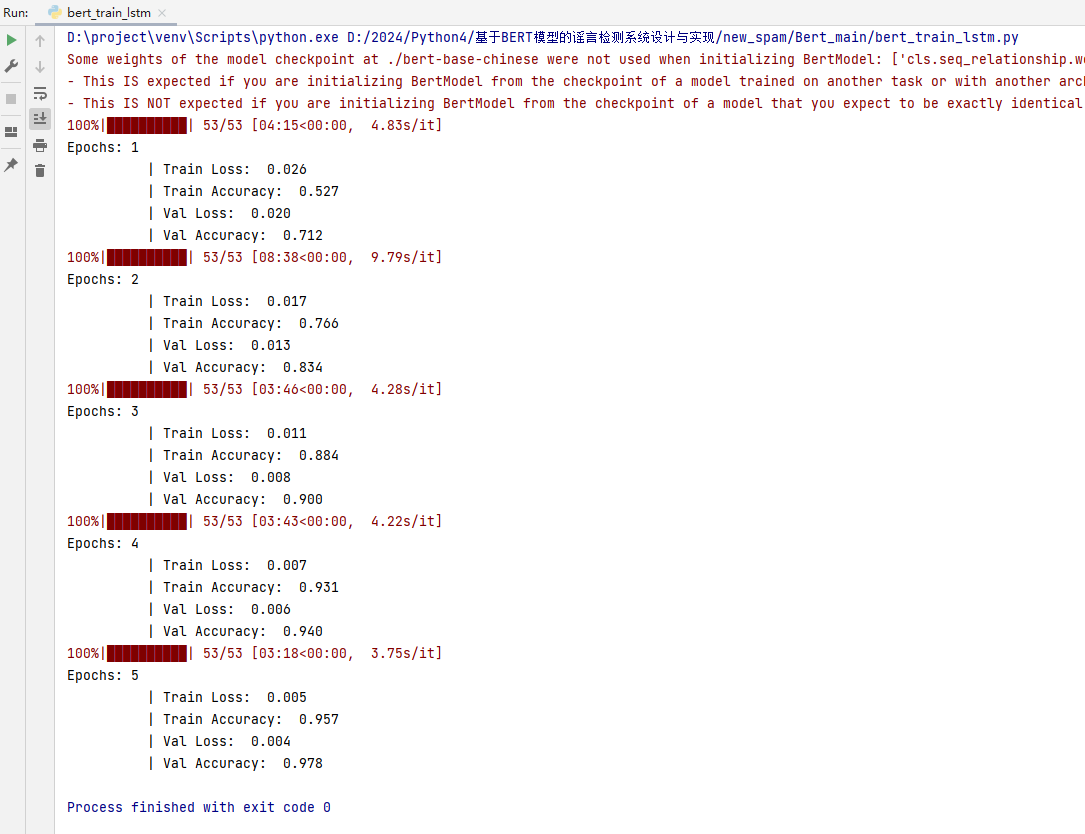 Run: bert_train_lstm
D:\project\venv\Scripts\python.exe D:/2024/Python4/基于BERT模型的谣言检测系统设计与实现/new_spam/Bert_main/bert_train_lstm.py
Some weights of the model checkpoint at ./bert-base-chinese were not used when initializing BertModel: ['cls.seq_relationship.we
- This IS expected if you are initializing BertModel from the checkpoint of a model trained on another task or with another arch
- This IS NOT expected if you are initializing BertModel from the checkpoint of a model that you expect to be exactly identical
100%|██████████| 53/53 [04:15<00:00,  4.83s/it]
Epochs: 1
| Train Loss:  0.026
| Train Accuracy:  0.527
| Val Loss:  0.020
| Val Accuracy:  0.712
100%|██████████| 53/53 [08:38<00:00,  9.79s/it]
Epochs: 2
| Train Loss:  0.017
| Train Accuracy:  0.766
| Val Loss:  0.013
| Val Accuracy:  0.834
100%|██████████| 53/53 [03:46<00:00,  4.28s/it]
Epochs: 3
| Train Loss:  0.011
| Train Accuracy:  0.884
| Val Loss:  0.008
| Val Accuracy:  0.900
100%|██████████| 53/53 [03:43<00:00,  4.22s/it]
Epochs: 4
| Train Loss:  0.007
| Train Accuracy:  0.931
| Val Loss:  0.006
| Val Accuracy:  0.940
100%|██████████| 53/53 [03:18<00:00,  3.75s/it]
Epochs: 5
| Train Loss:  0.005
| Train Accuracy:  0.957
| Val Loss:  0.004
| Val Accuracy:  0.978
Process finished with exit code 0